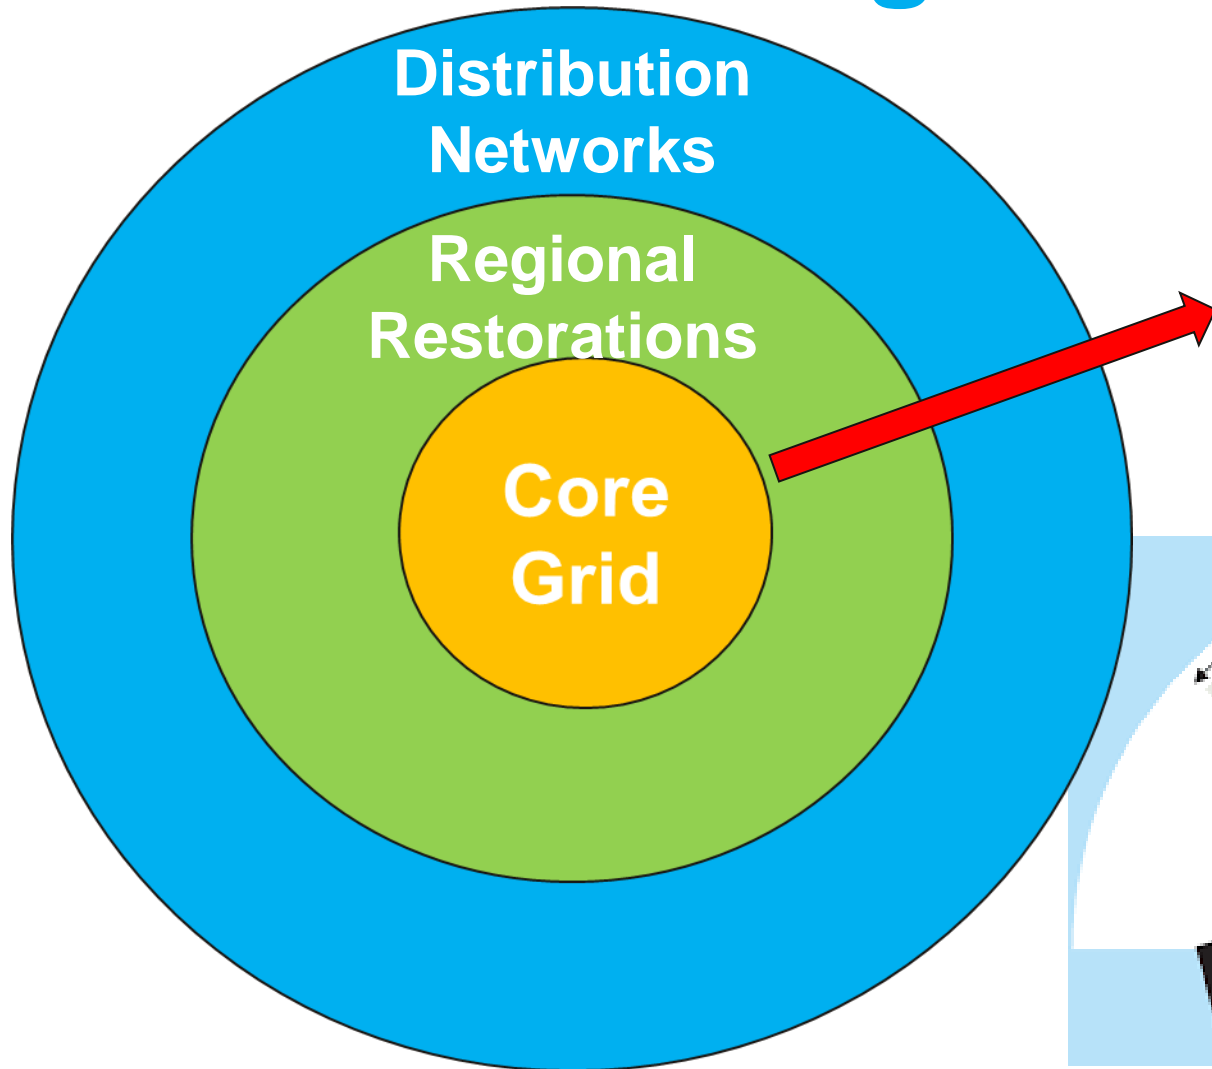 Distribution
Networks
Regional
Restorations
Core
Grid